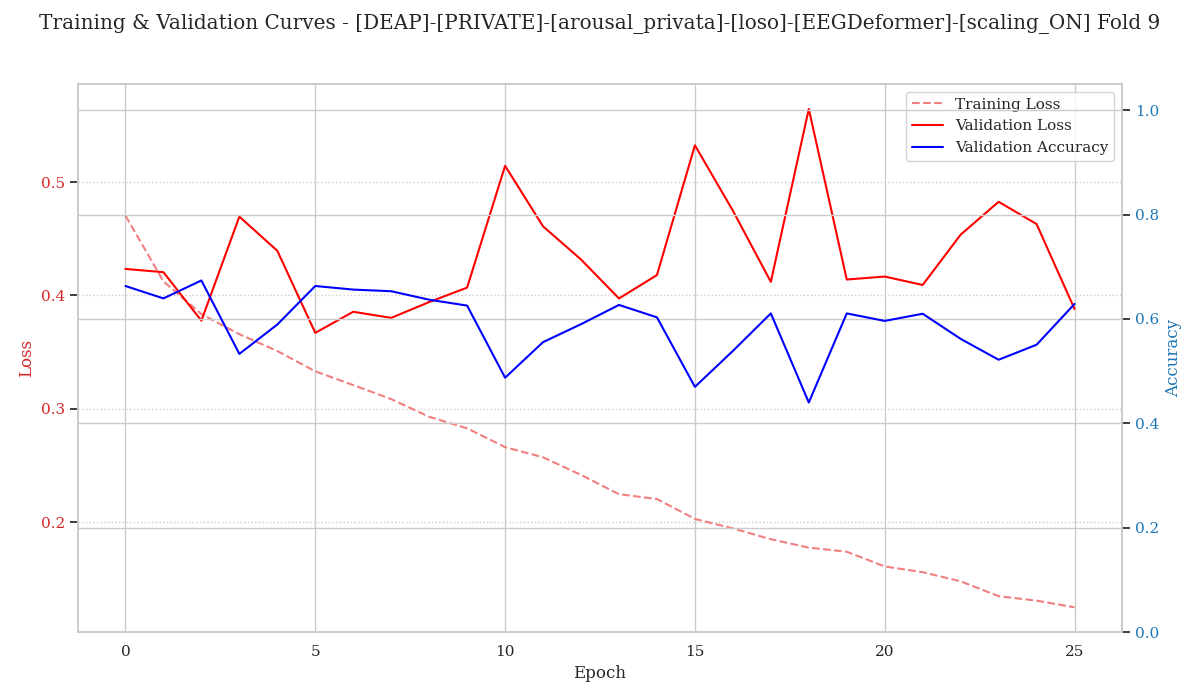 Training & Validation Curves - [DEAP]-[PRIVATE]-[arousal_privata]-[loso]-[EEGDeformer]-[scaling_ON] Fold 9
Training Loss
Validation Loss
Validation Accuracy
0.5
0.4
0.3
0.2
Loss
1.0
0.8
0.6
0.4
0.2
0.0
Accuracy
0
5
10
15
20
25
Epoch